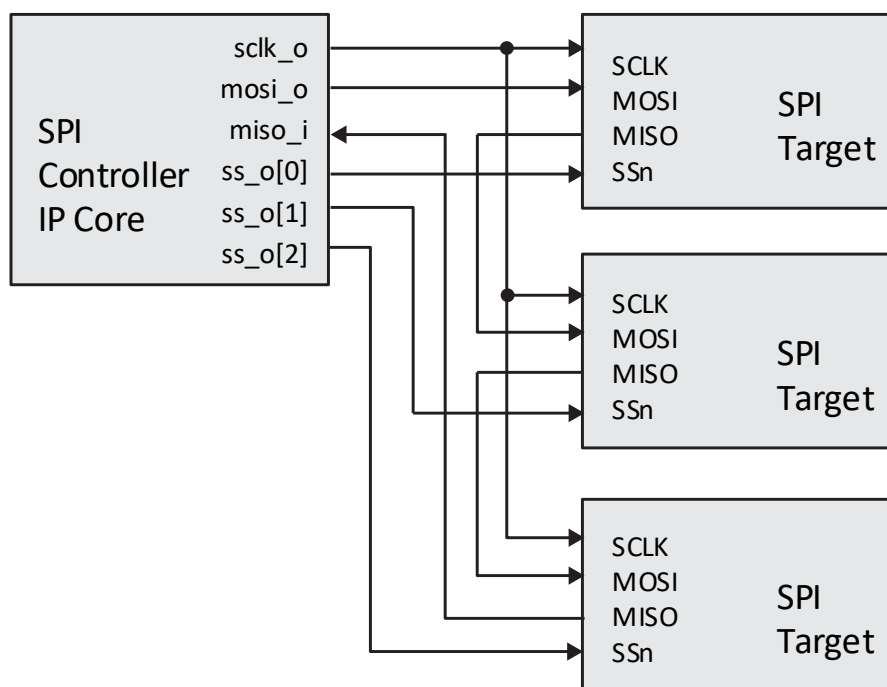 sclk_o
mosi_o
miso_i
ss_o[0]
ss_o[1]
ss_o[2]
SPI
Controller
IP Core
SCLK
MOSI
MISO
SSn
SPI
Target
SCLK
MOSI
MISO
SSn
SPI
Target
SCLK
MOSI
MISO
SSn
SPI
Target